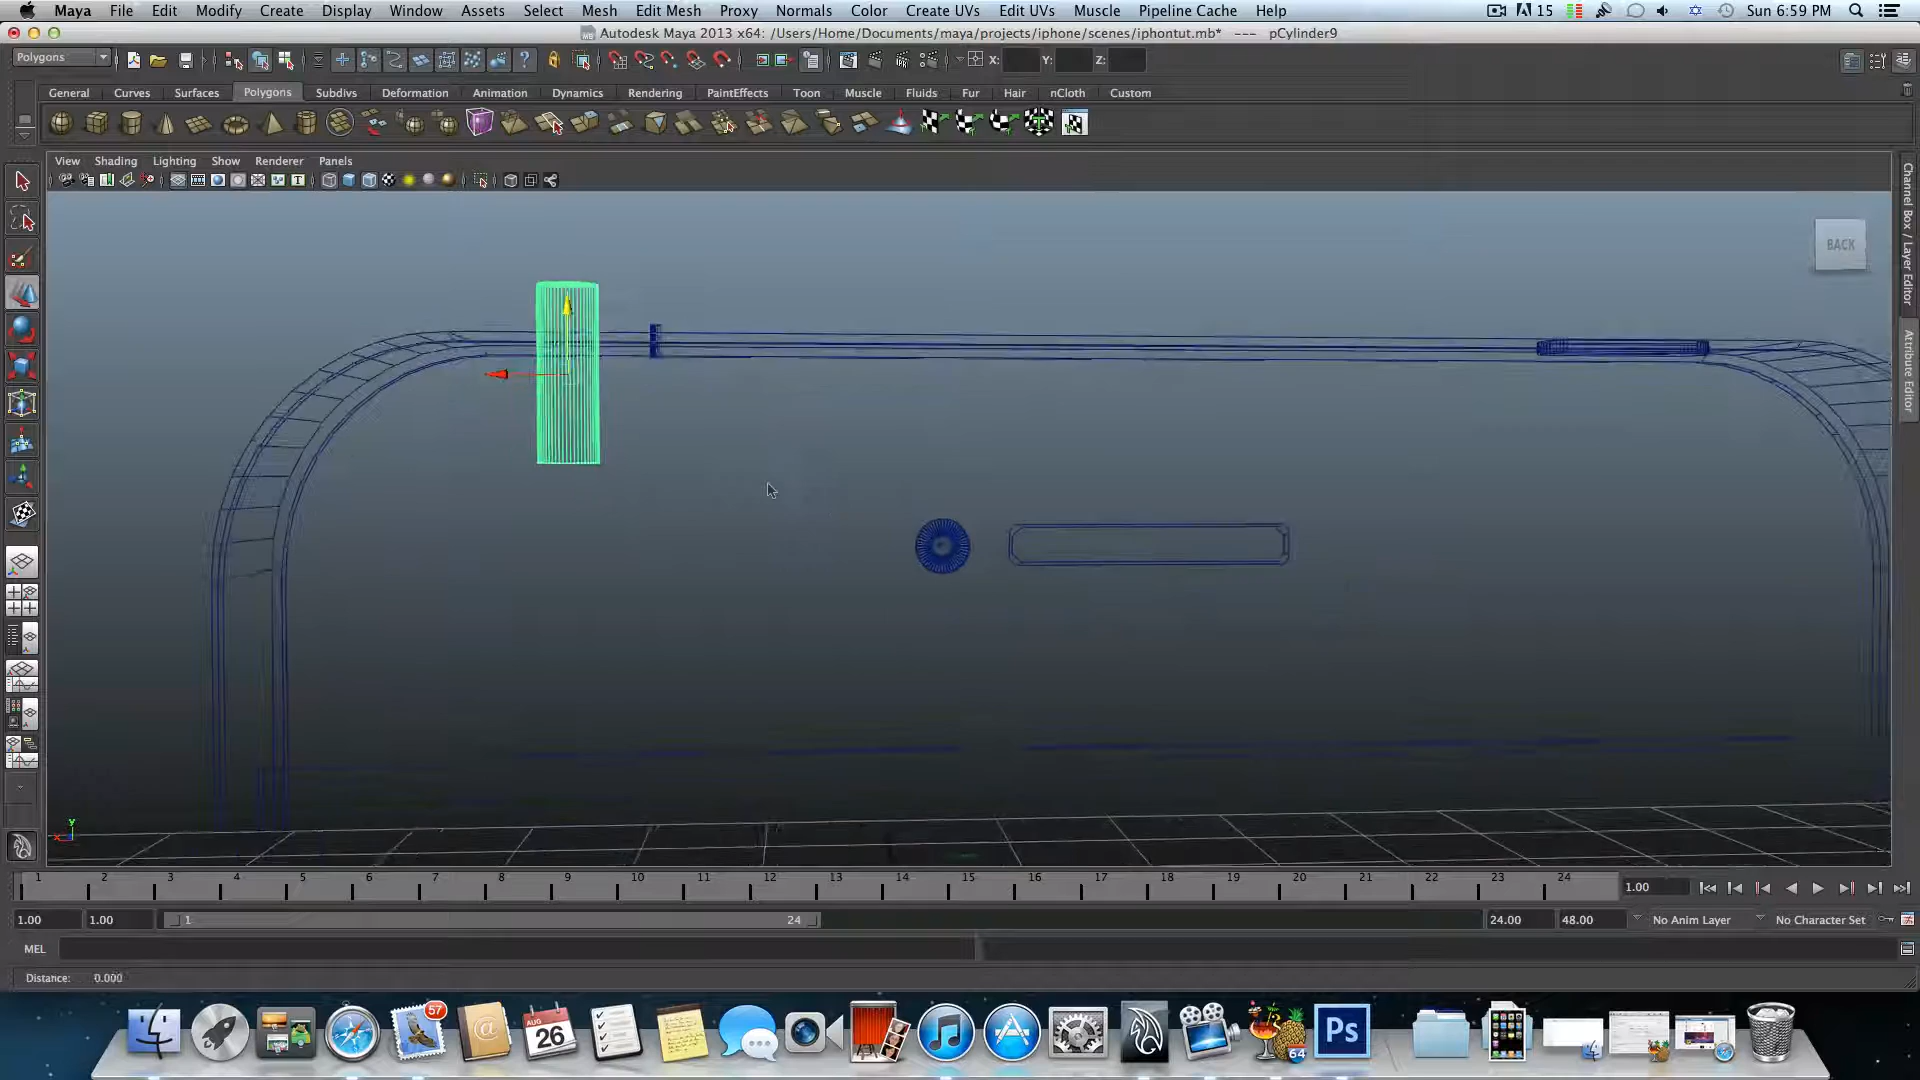 Maya File Edit Modify Create Display Window Assets Select Mesh Edit Mesh Proxy Normals Color Create UVs Edit UVs Muscle Pipeline Cache Help 15 Sun 6:59 PM
Autodesk Maya 2013 x64: /Users/Home/Documents/maya/projects/iphone/scenes/iphontut.mb* --- pCylinder9
Polygons X: Y: Z:
General Curves Surfaces Polygons Subdivs Deformation Animation Dynamics Rendering PaintEffects Toon Muscle Fluids Fur Hair nCloth Custom
View Shading Lighting Show Renderer Panels
BACK
Channel Box / Layer Editor
Attribute Editor
y
x
1 2 3 4 5 6 7 8 9 10 11 12 13 14 15 16 17 18 19 20 21 22 23 24 1.00
1.00 1.00 1 24 24.00 48.00 No Anim Layer No Character Set
MEL
Distance: 0.000
57
AUG
26
Ps
64